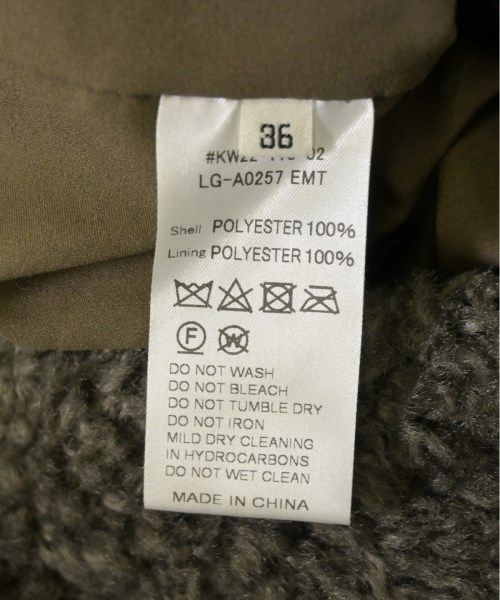 36
LG-A0257 EMT
Shell POLYESTER 100%
Lining POLYESTER 100%
F W
DO NOT WASH
DO NOT BLEACH
DO NOT TUMBLE DRY
DO NOT IRON
MILD DRY CLEANING
IN HYDROCARBONS
DO NOT WET CLEAN
MADE IN CHINA